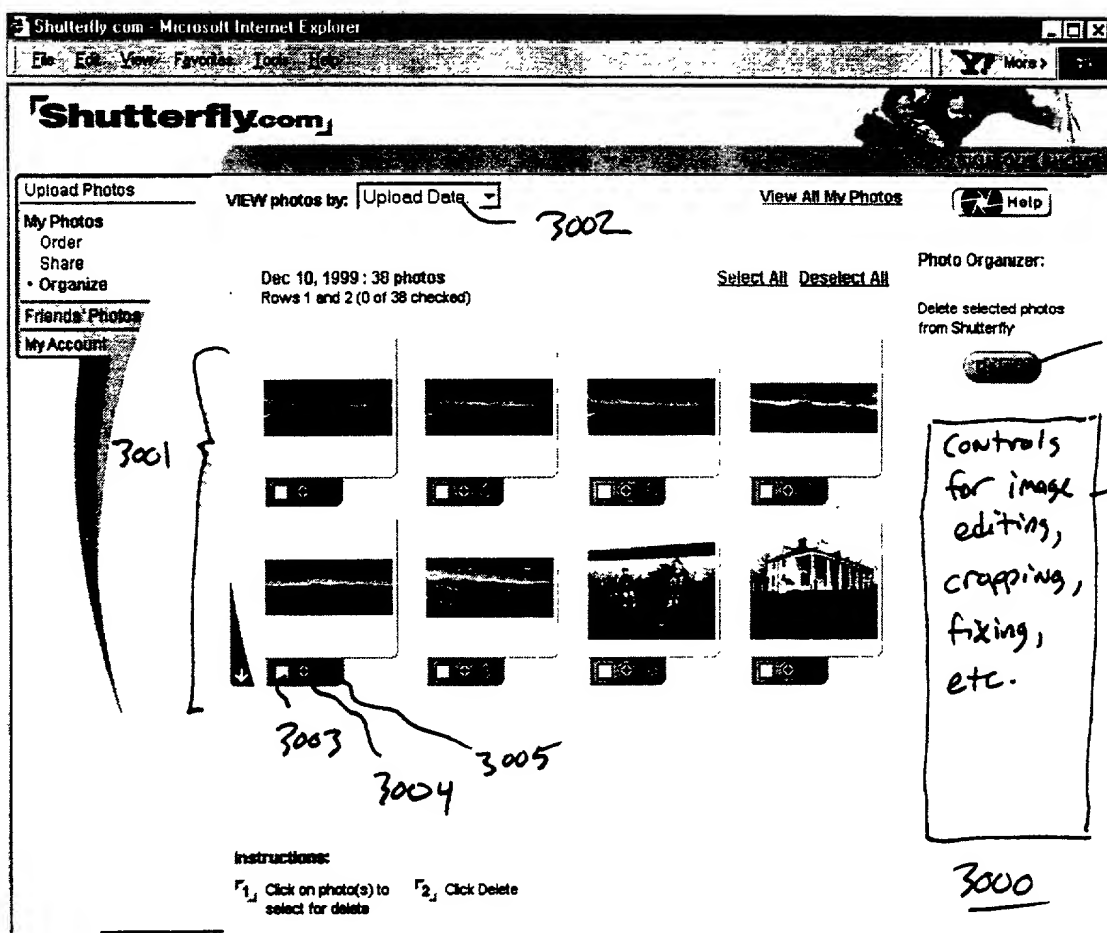 Shutterfly com - Microsoft Internet Explorer
File Edit View Favorites Tools Help
Y! More >
Shutterfly.com
Upload Photos
VIEW photos by: Upload Date
View All My Photos
Help
3002
My Photos
Order
Share
• Organize
Friends' Photos
My Account
Dec 10, 1999 : 38 photos
Rows 1 and 2 (0 of 38 checked)
Select All Deselect All
Photo Organizer:
Delete selected photos
from Shutterfly
3001
Controls
for image
editing,
cropping,
fixing,
etc.
3003
3004
3005
3000
Instructions:
1 Click on photo(s) to
select for delete
2 Click Delete